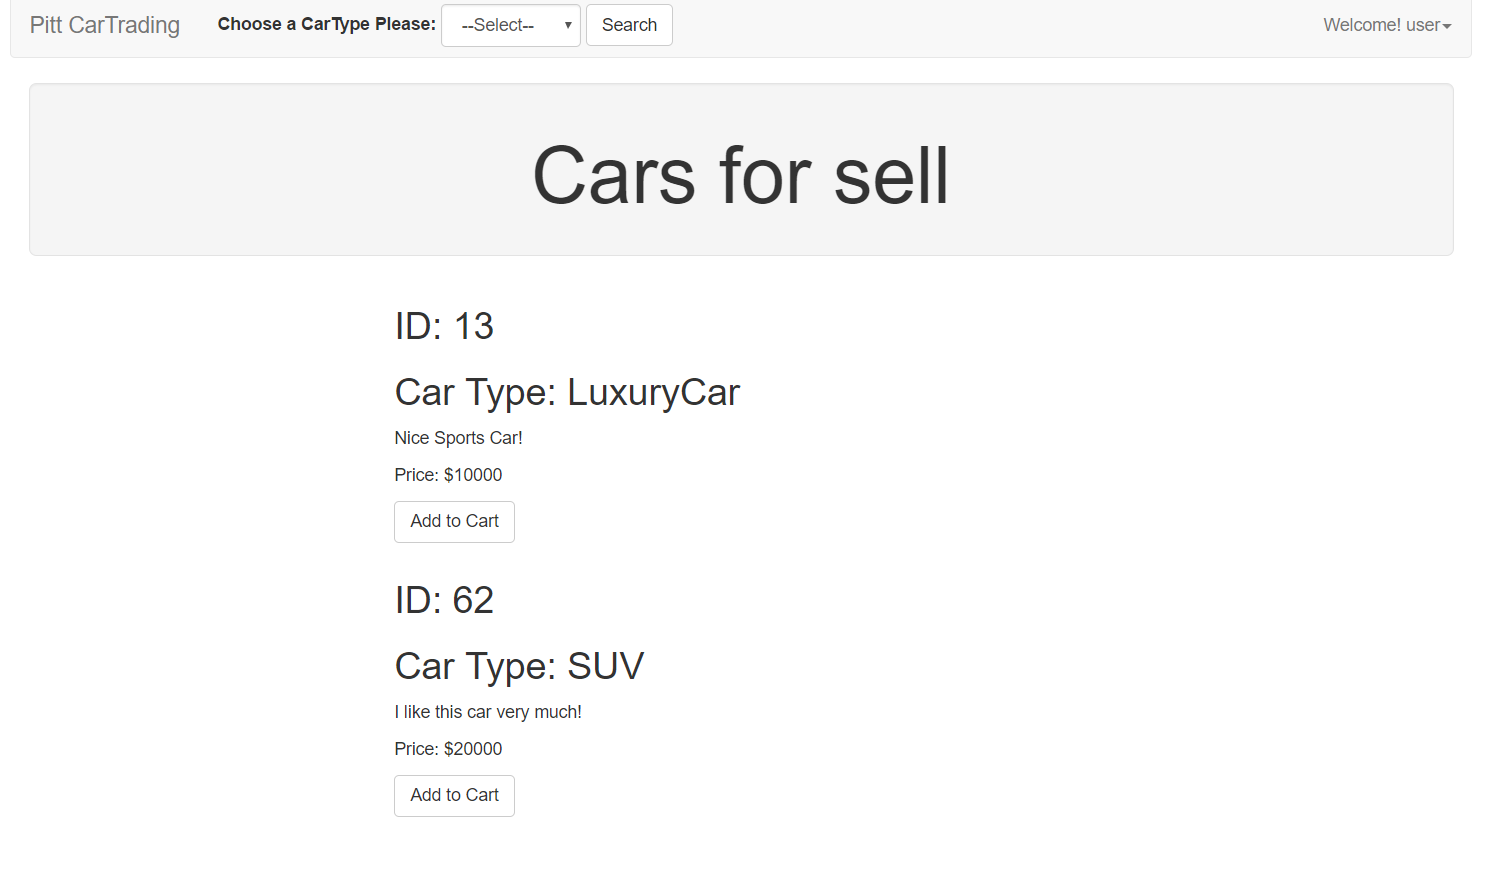 Pitt CarTrading Choose a CarType Please: --Select-- Search Welcome! user
Cars for sell
ID: 13
Car Type: LuxuryCar
Nice Sports Car!
Price: $10000
Add to Cart
ID: 62
Car Type: SUV
I like this car very much!
Price: $20000
Add to Cart